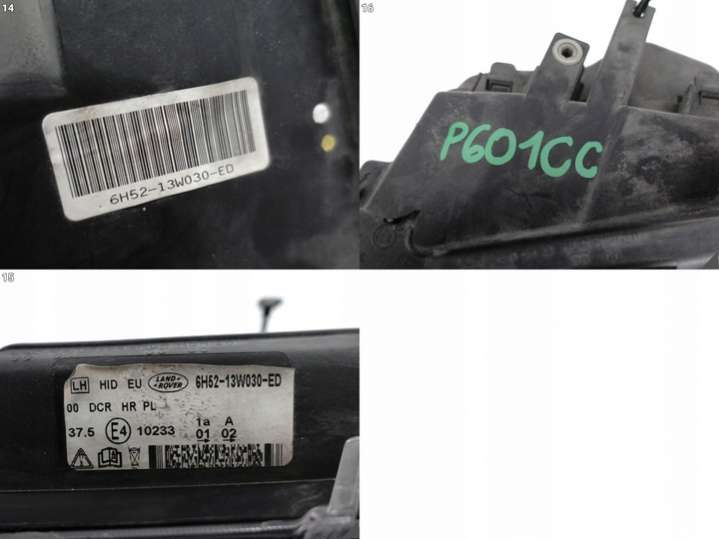 14
6H52-13W030-ED
16
P601CC
15
LH HID EU LAND ROVER 6H52-13W030-ED
00 DCR HR PL
1a A
37.5 E4 10233 01 02